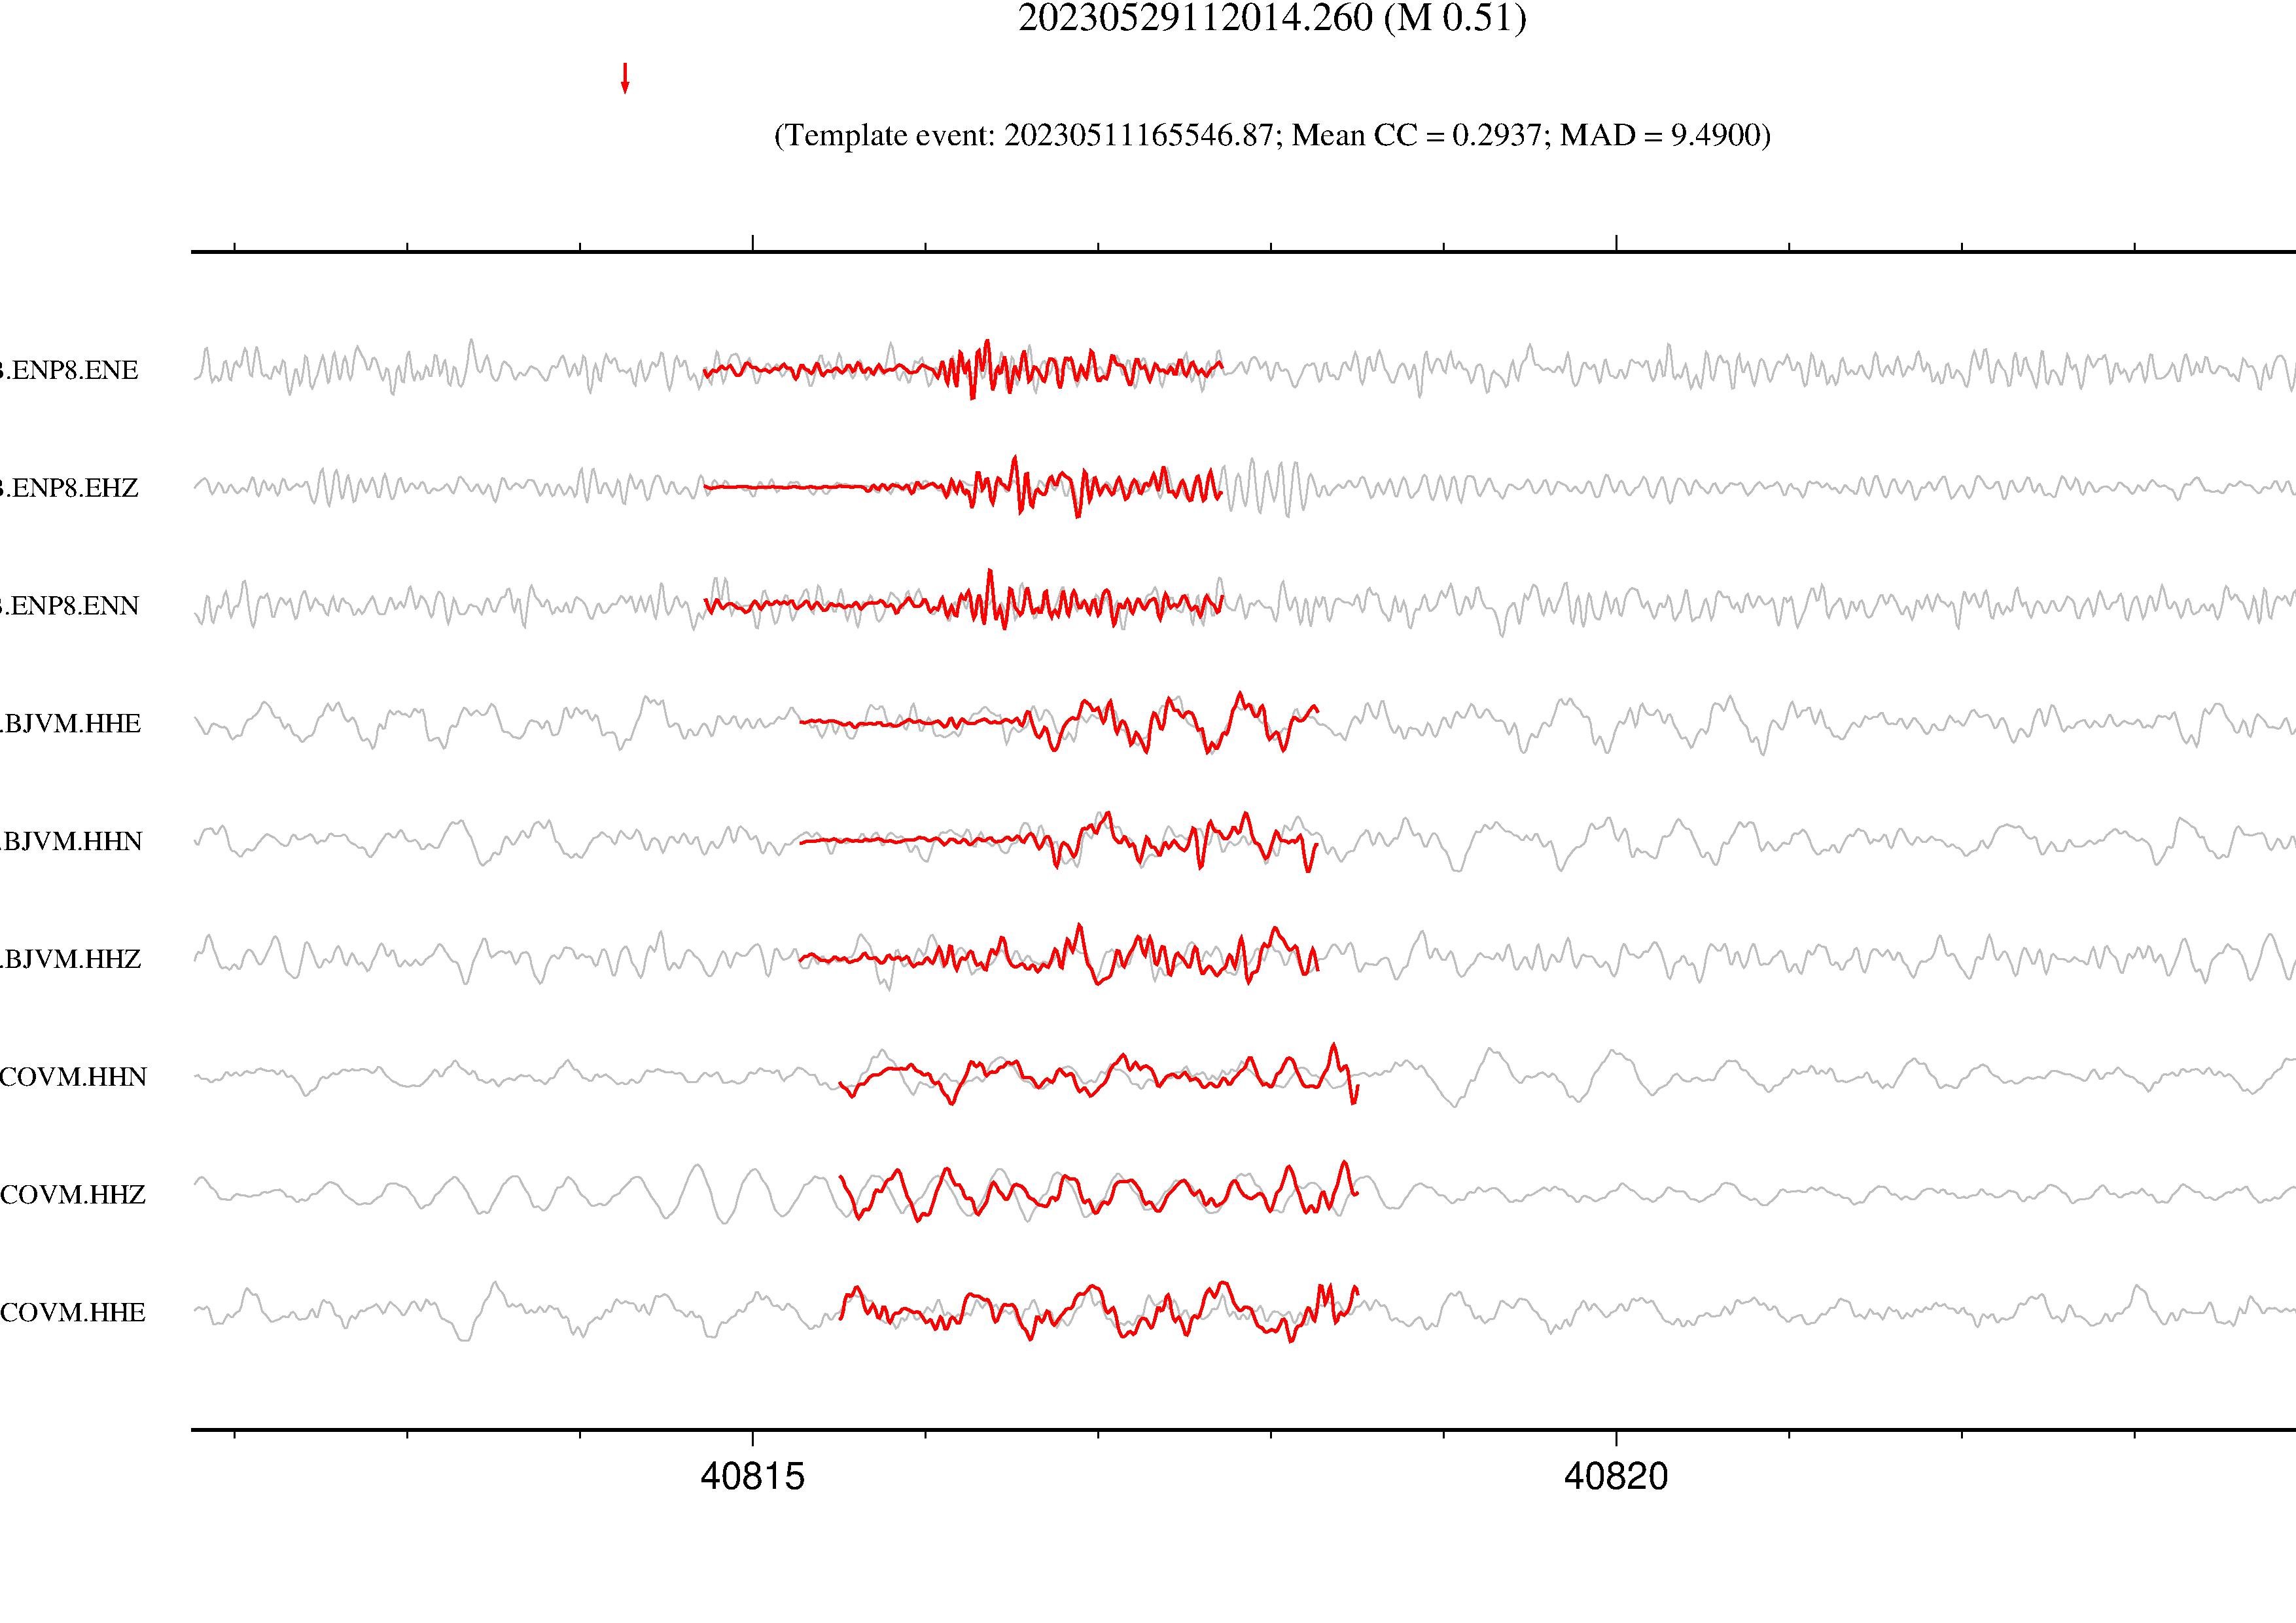 20230529112014.260 (M 0.51)
(Template event: 20230511165546.87; Mean CC = 0.2937; MAD = 9.4900)
.ENP8.ENE
.ENP8.EHZ
.ENP8.ENN
.BJVM.HHE
.BJVM.HHN
.BJVM.HHZ
COVM.HHN
COVM.HHZ
COVM.HHE
40815 40820